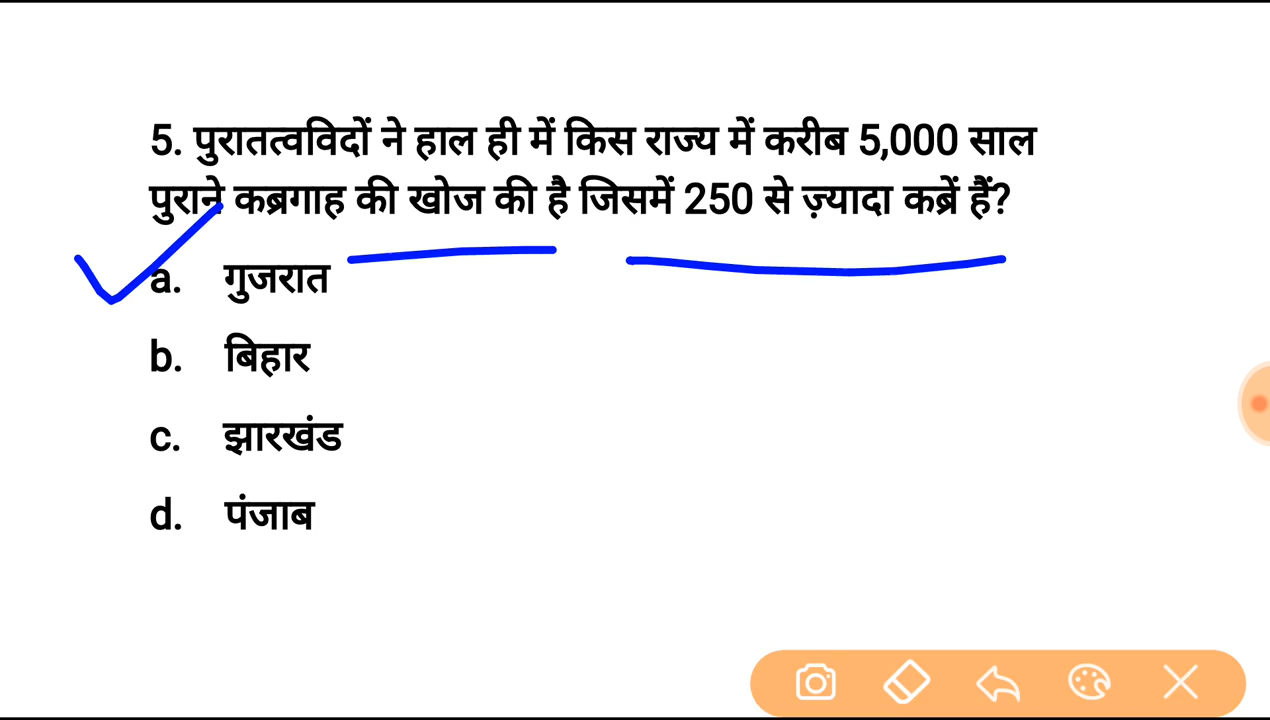 5. पुरातत्वविदों ने हाल ही में किस राज्य में करीब 5,000 साल
पुराने कब्रगाह की खोज की है जिसमें 250 से ज़्यादा कब्रें हैं?
a. गुजरात
b. बिहार
c. झारखंड
d. पंजाब